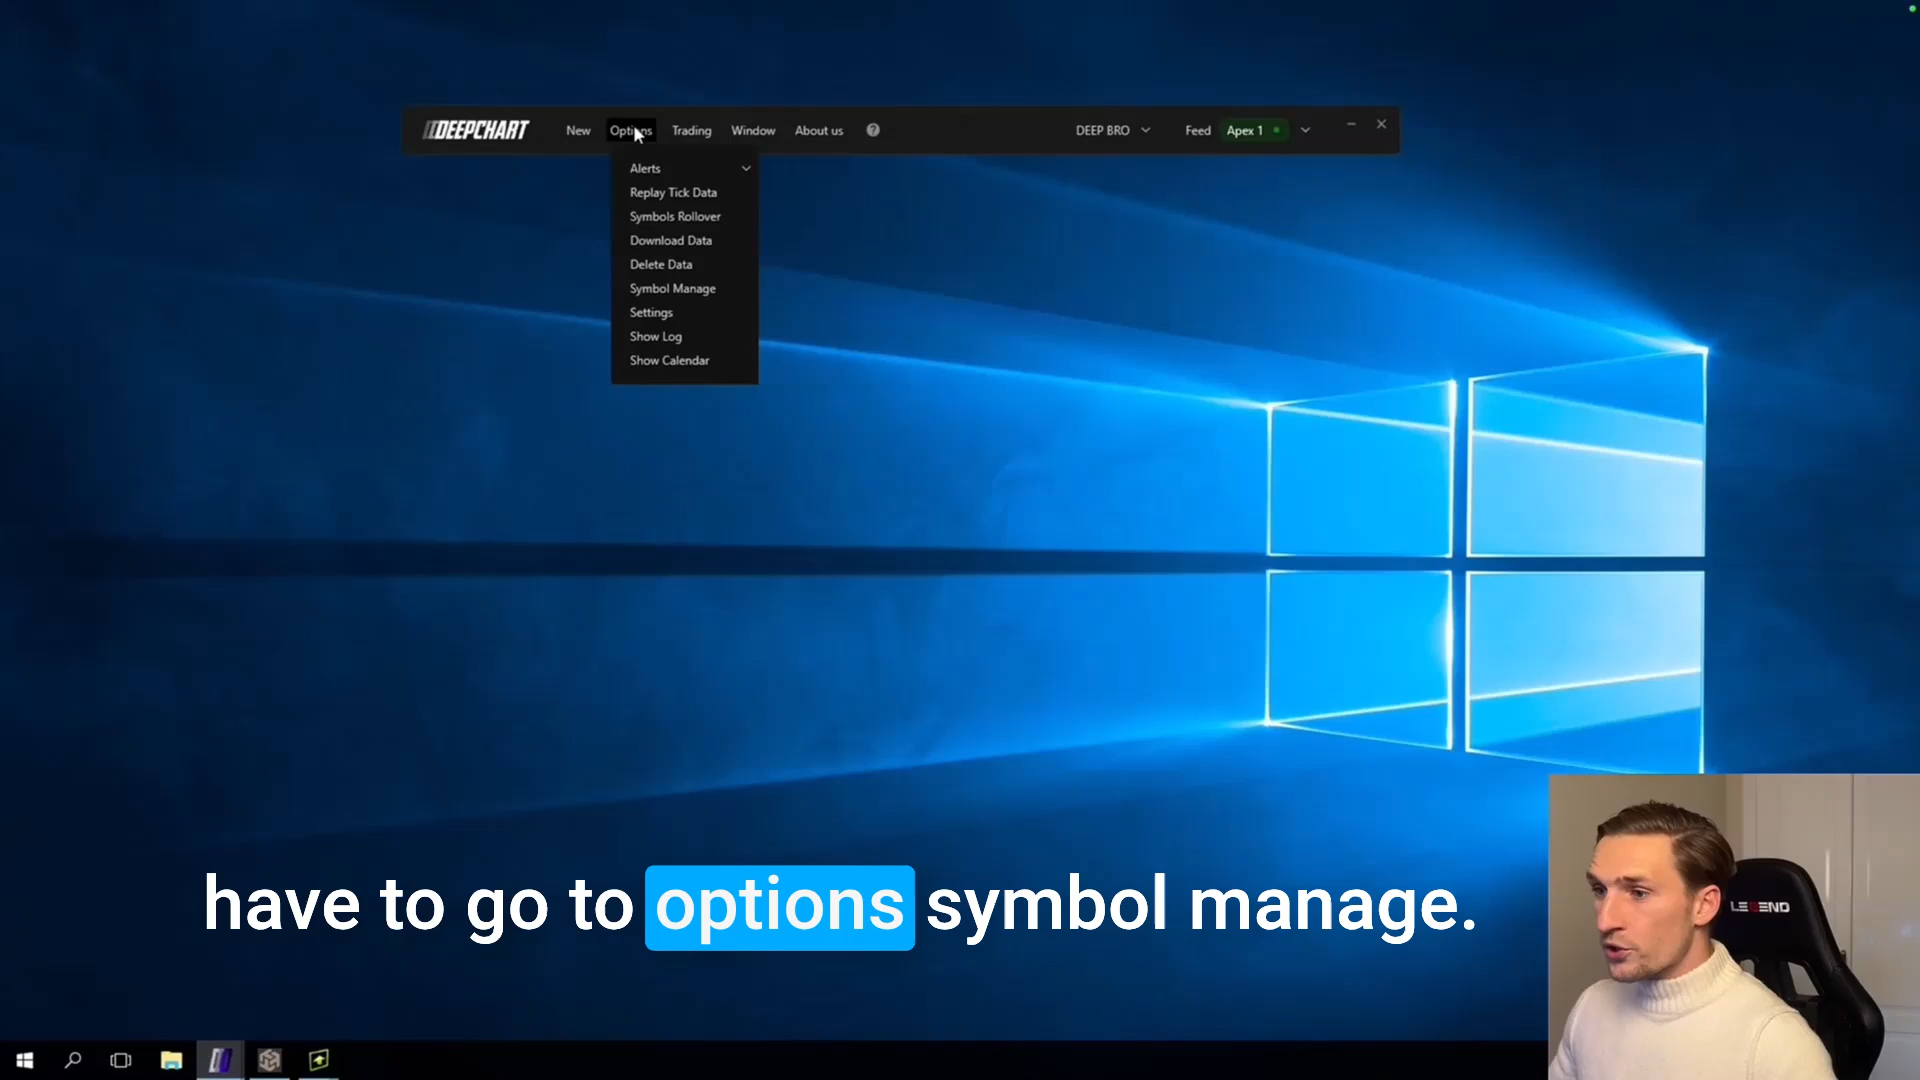 DEEPCHART New Options Trading Window About us ? DEEP BRO Feed Apex 1
Alerts
Replay Tick Data
Symbols Rollover
Download Data
Delete Data
Symbol Manage
Settings
Show Log
Show Calendar
have to go to options symbol manage.
LEGEND